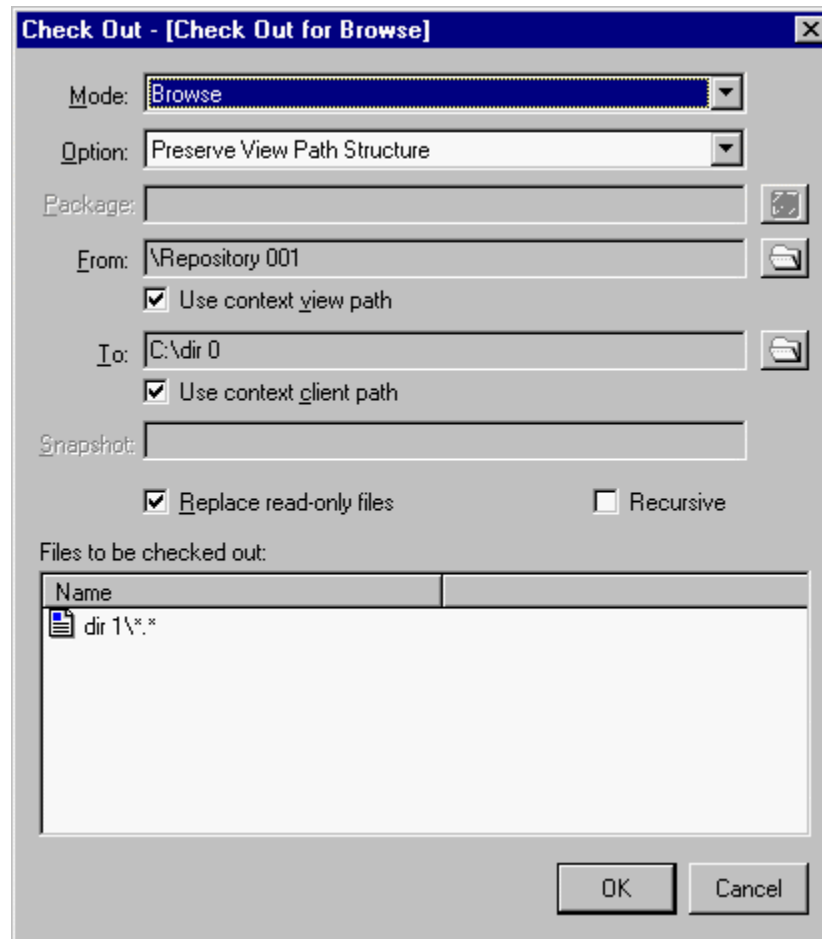 Check Out - [Check Out for Browse]
Mode: Browse
Option: Preserve View Path Structure
Package:
From: \Repository 001
Use context view path
To: C:\dir 0
Use context client path
Snapshot:
Replace read-only files Recursive
Files to be checked out:
Name
dir 1\*.*
OK Cancel